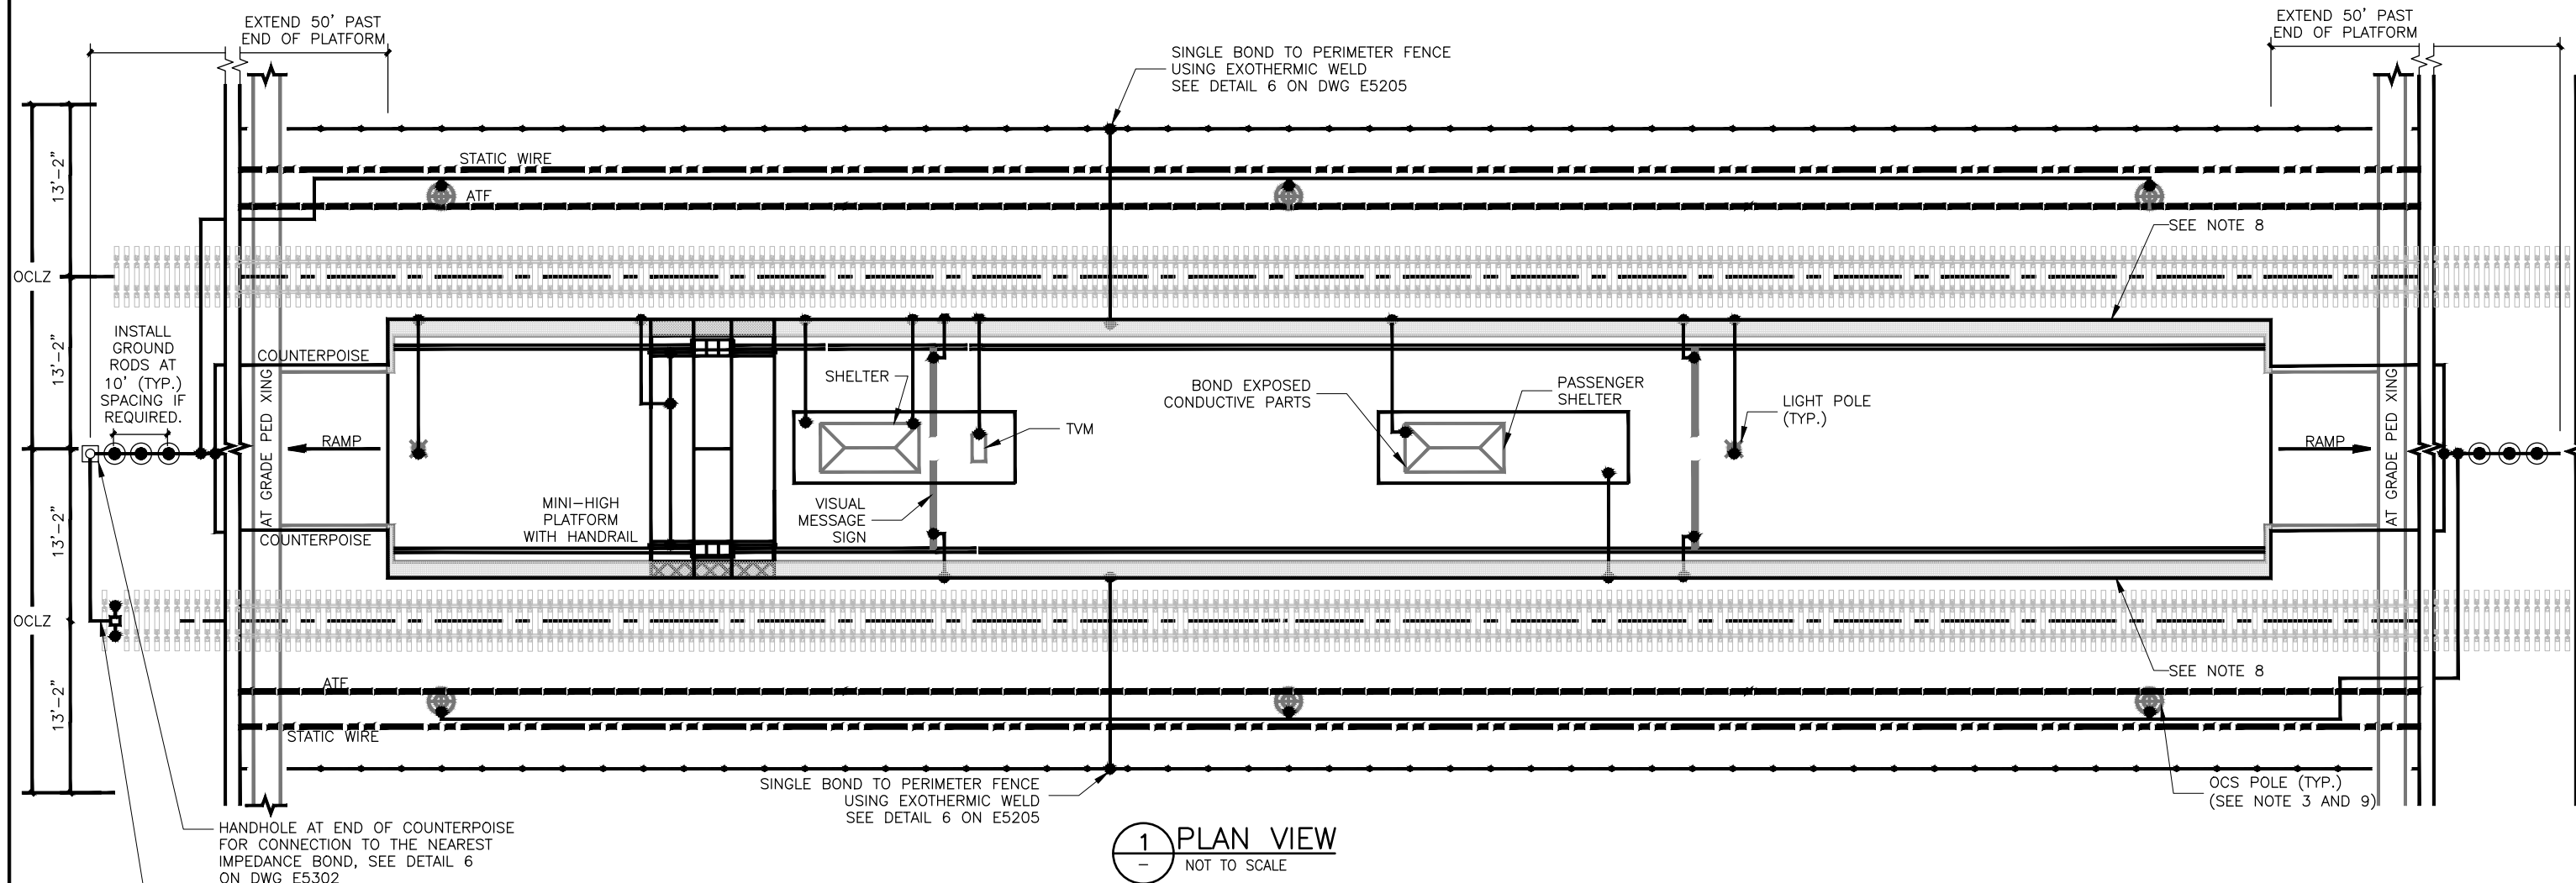 EXTEND 50' PAST
END OF PLATFORM
EXTEND 50' PAST
END OF PLATFORM
SINGLE BOND TO PERIMETER FENCE
USING EXOTHERMIC WELD
SEE DETAIL 6 ON DWG E5205
13'-2"
STATIC WIRE
ATF
SEE NOTE 8
OCLZ
INSTALL
GROUND
RODS AT
10' (TYP.)
SPACING IF
REQUIRED.
13'-2"
COUNTERPOISE
AT GRADE PED XING
RAMP
SHELTER
TVM
BOND EXPOSED
CONDUCTIVE PARTS
PASSENGER
SHELTER
LIGHT POLE
(TYP.)
RAMP
AT GRADE PED XING
MINI-HIGH
PLATFORM
WITH HANDRAIL
VISUAL
MESSAGE
SIGN
13'-2"
COUNTERPOISE
OCLZ
SEE NOTE 8
13'-2"
ATF
STATIC WIRE
SINGLE BOND TO PERIMETER FENCE
USING EXOTHERMIC WELD
SEE DETAIL 6 ON E5205
OCS POLE (TYP.)
(SEE NOTE 3 AND 9)
HANDHOLE AT END OF COUNTERPOISE
FOR CONNECTION TO THE NEAREST
IMPEDANCE BOND, SEE DETAIL 6
ON DWG E5302
1
-
PLAN VIEW
NOT TO SCALE